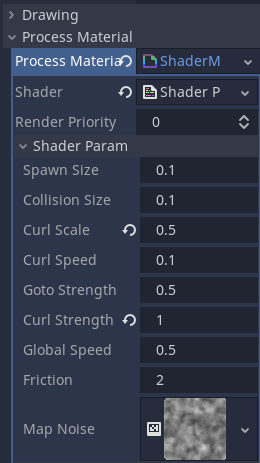 Drawing
Process Material
Process Materia ShaderM
Shader Shader P
Render Priority 0
Shader Param
Spawn Size 0.1
Collision Size 0.1
Curl Scale 0.5
Curl Speed 0.1
Goto Strength 0.5
Curl Strength 1
Global Speed 0.5
Friction 2
Map Noise